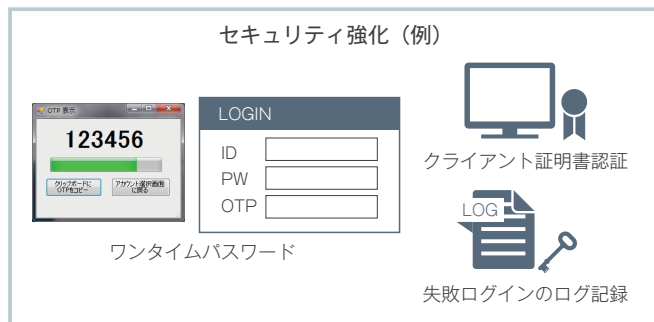 セキュリティ強化（例）
OTP 表示
123456
クリップボードに
OTPをコピー
アカウント選択画面
に戻る
LOGIN
ID
PW
OTP
ワンタイムパスワード
クライアント証明書認証
LOG
失敗ログインのログ記録